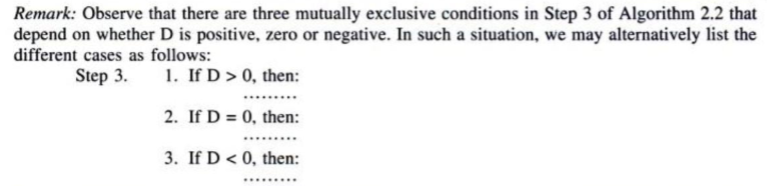 Remark: Observe that there are three mutually exclusive conditions in Step 3 of Algorithm 2.2 that
depend on whether D is positive, zero or negative. In such a situation, we may alternatively list the
different cases as follows:
Step 3. 1. If D > 0, then:
.........
2. If D = 0, then:
.........
3. If D < 0, then:
.........